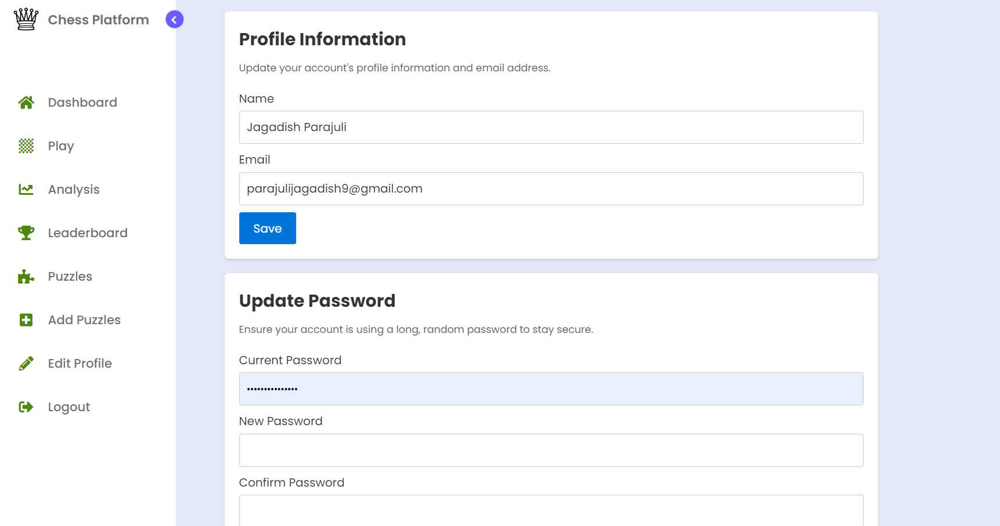 Chess Platform
Dashboard
Play
Analysis
Leaderboard
Puzzles
Add Puzzles
Edit Profile
Logout
Profile Information
Update your account's profile information and email address.
Name
Jagadish Parajuli
Email
parajulijagadish9@gmail.com
Save
Update Password
Ensure your account is using a long, random password to stay secure.
Current Password
•••••••••••••••
New Password
Confirm Password